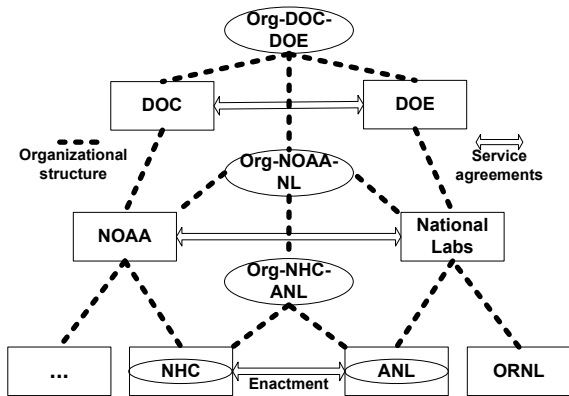 Org-DOC-
DOE
DOC
DOE
Organizational
structure
Service
agreements
Org-NOAA-
NL
NOAA
National
Labs
Org-NHC-
ANL
...
NHC
Enactment
ANL
ORNL